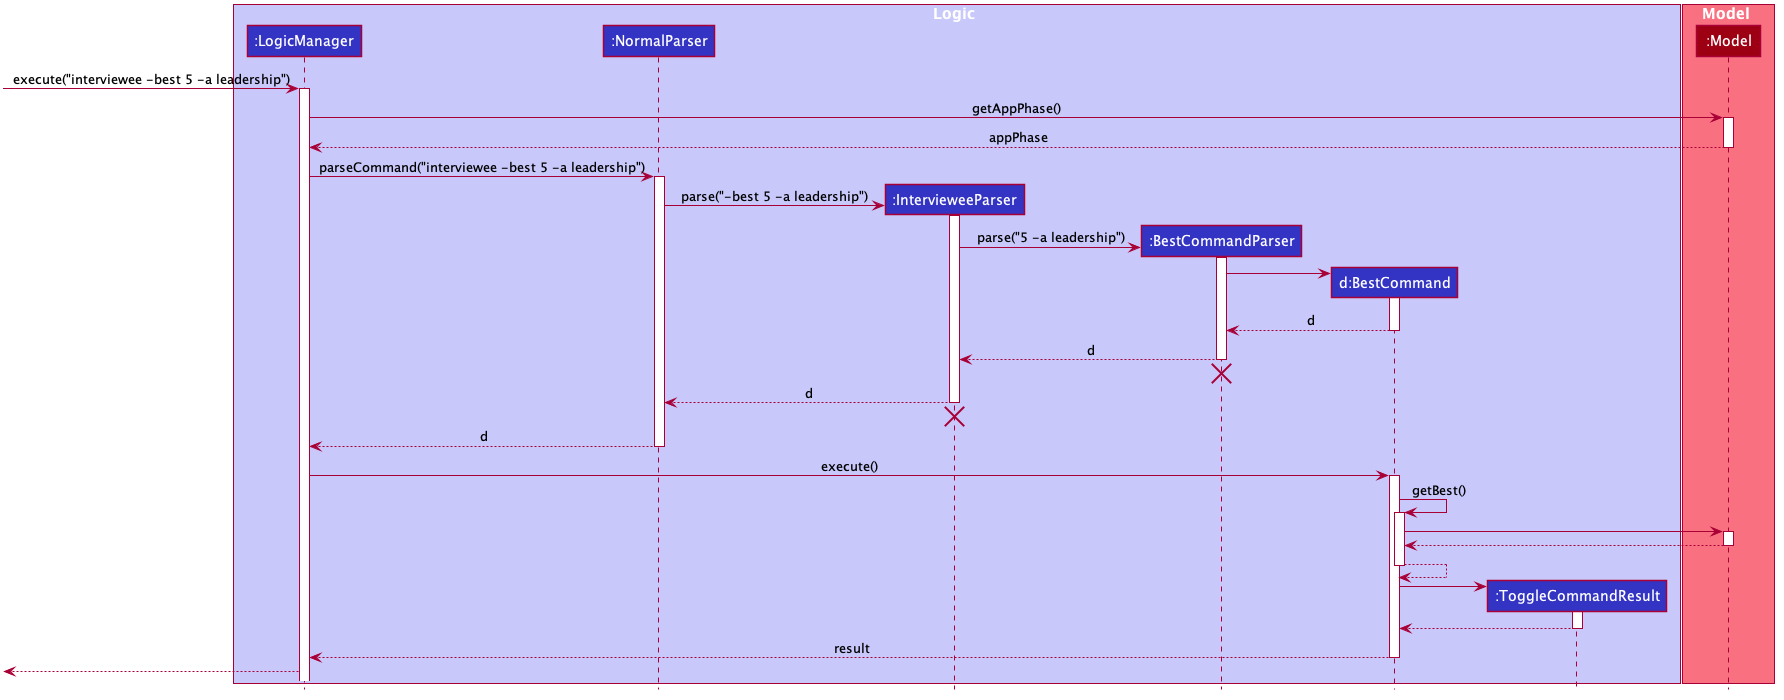 Logic
Model
:LogicManager
:NormalParser
:Model
execute("interviewee -best 5 -a leadership")
getAppPhase()
appPhase
parseCommand("interviewee -best 5 -a leadership")
parse("-best 5 -a leadership")
:IntervieweeParser
parse("5 -a leadership")
:BestCommandParser
d:BestCommand
d
d
d
d
execute()
getBest()
:ToggleCommandResult
result